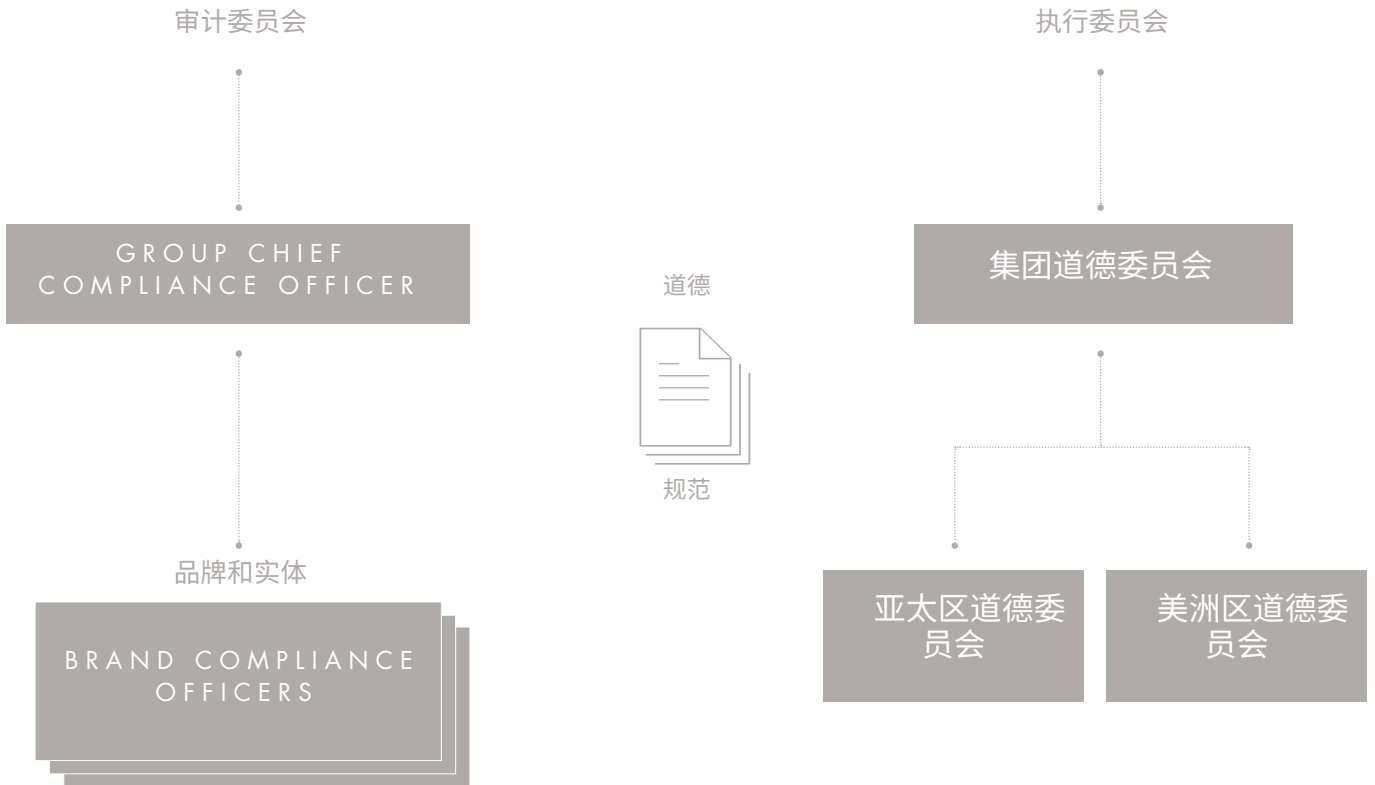 审计委员会
执行委员会
GROUP CHIEF
COMPLIANCE OFFICER
集团道德委员会
道德
规范
品牌和实体
BRAND COMPLIANCE
OFFICERS
亚太区道德委
员会
美洲区道德委
员会